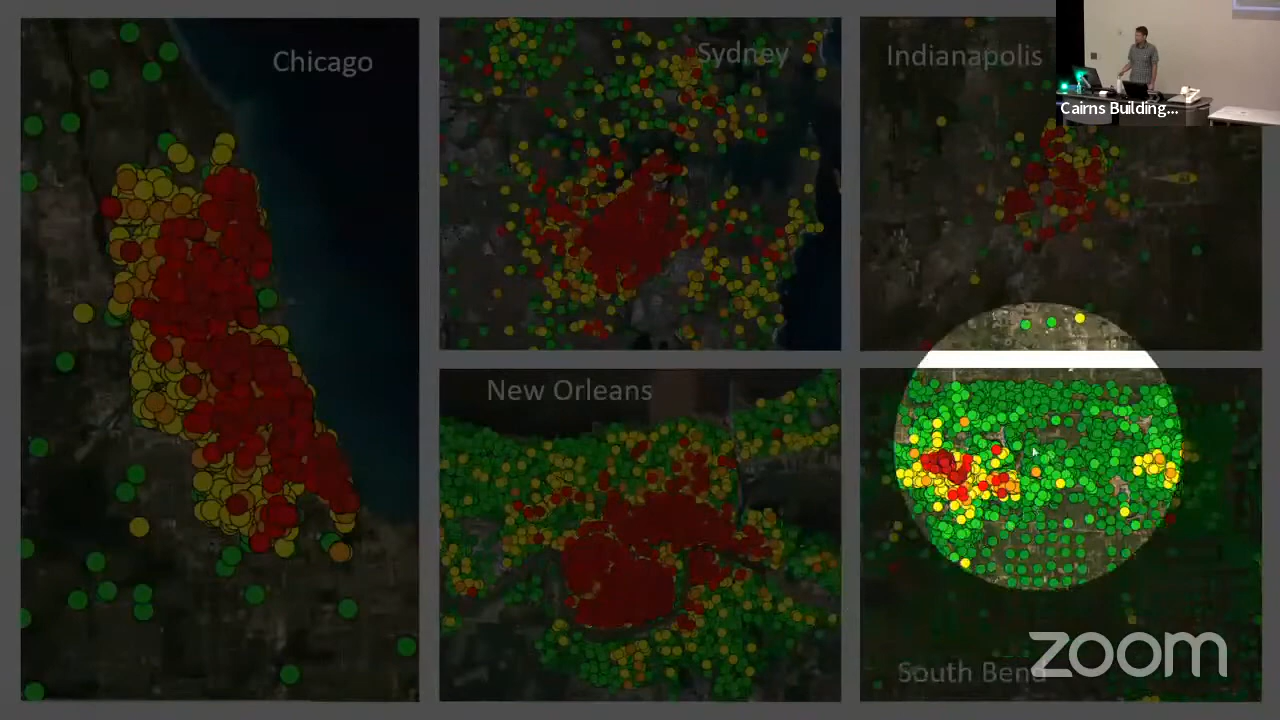 Chicago
Sydney
Indianapolis
Cairns Building...
New Orleans
South Bend
zoom